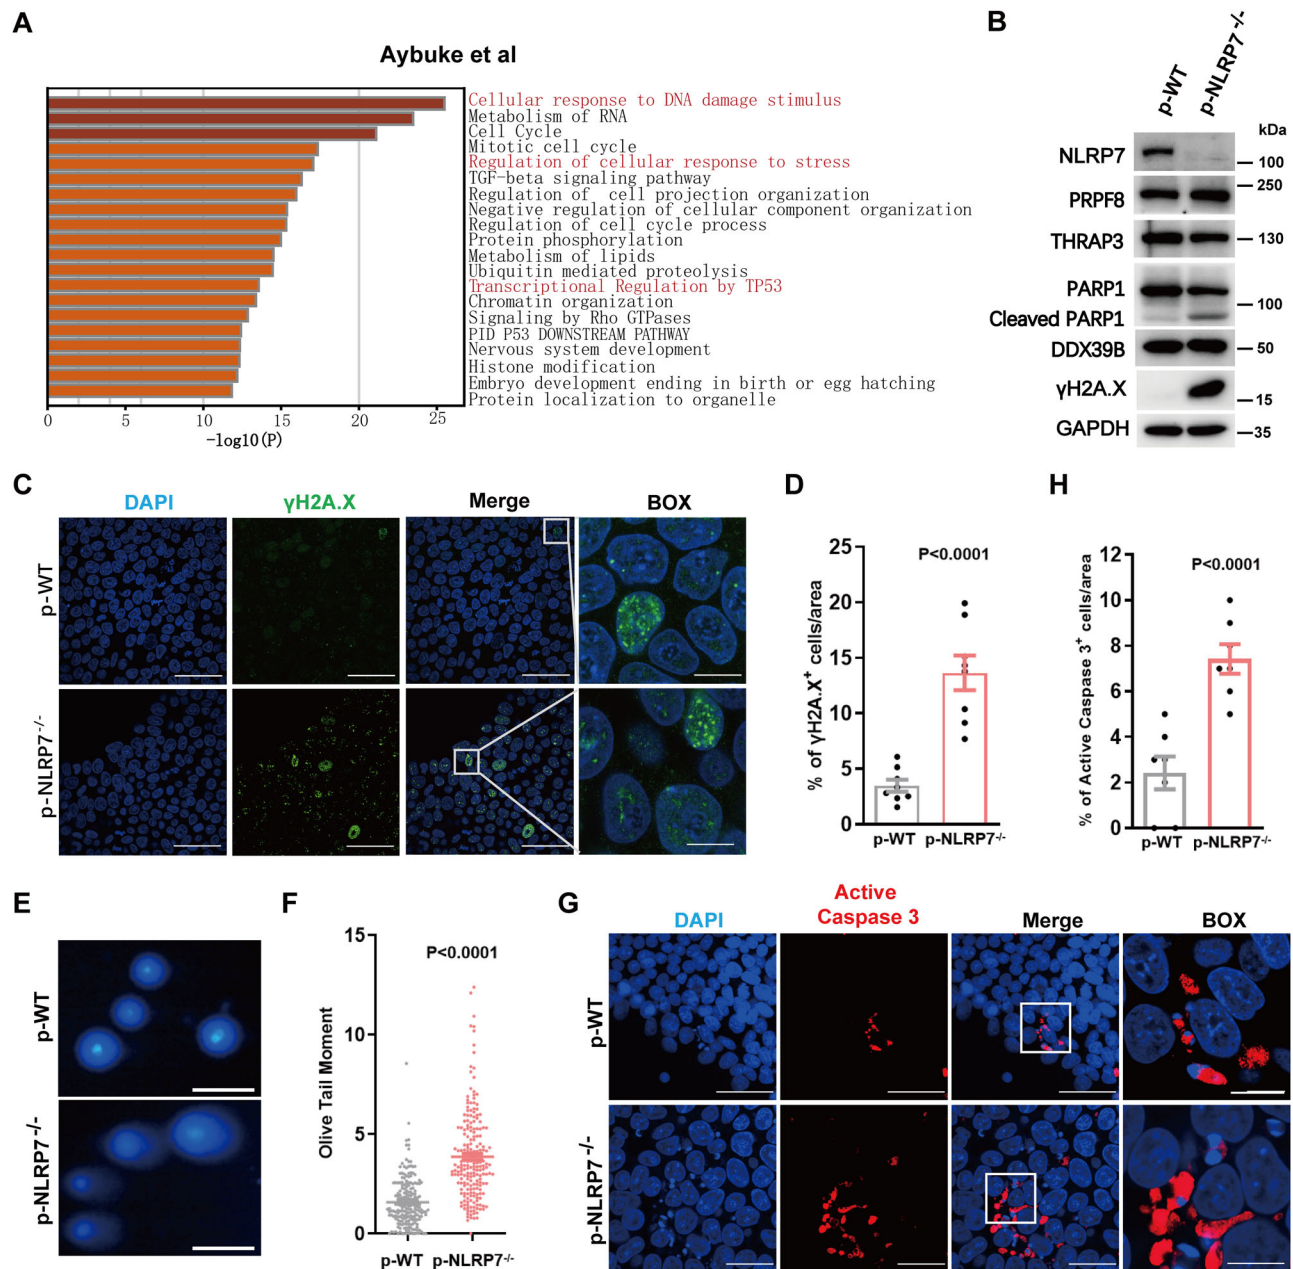 A
Aybuke et al
Cellular response to DNA damage stimulus
Metabolism of RNA
Cell Cycle
Mitotic cell cycle
Regulation of cellular response to stress
TGF-beta signaling pathway
Regulation of cell projection organization
Negative regulation of cellular component organization
Regulation of cell cycle process
Protein phosphorylation
Metabolism of lipids
Ubiquitin mediated proteolysis
Transcriptional Regulation by TP53
Chromatin organization
Signaling by Rho GTPases
PID P53 DOWNSTREAM PATHWAY
Nervous system development
Histone modification
Embryo development ending in birth or egg hatching
Protein localization to organelle
0 5 10 15 20 25
-log10(P)
B
p-WT
p-NLRP7-/-
kDa
NLRP7
100
250
PRPF8
THRAP3
130
PARP1
100
Cleaved PARP1
DDX39B
50
γH2A.X
15
GAPDH
35
C
DAPI γH2A.X Merge BOX
p-WT
p-NLRP7-/-
D
% of γH2A.X+ cells/area
25
20
15
10
5
0
P<0.0001
p-WT p-NLRP7-/-
H
% of Active Caspase 3+ cells/area
12
10
8
6
4
2
0
P<0.0001
p-WT p-NLRP7-/-
E
p-WT
p-NLRP7-/-
F
Olive Tail Moment
15
10
5
0
P<0.0001
p-WT p-NLRP7-/-
G
DAPI Active Caspase 3 Merge BOX
p-WT
p-NLRP7-/-